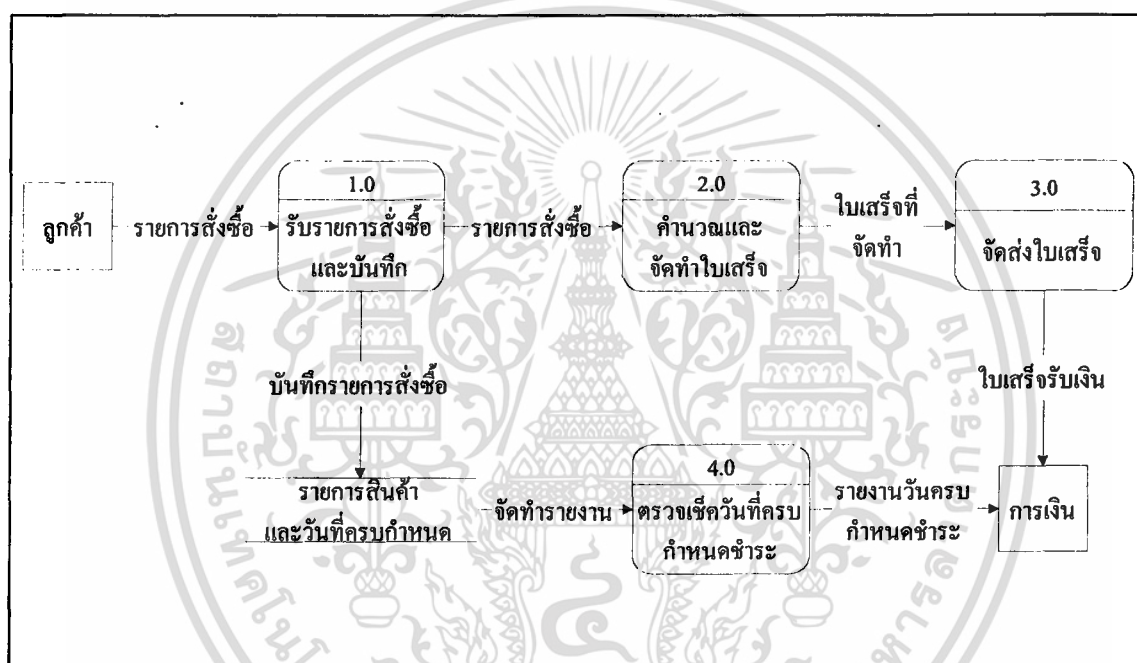 ลูกค้า
รายการสั่งซื้อ
1.0
รับรายการสั่งซื้อ
และบันทึก
รายการสั่งซื้อ
2.0
คำนวณและ
จัดทำใบเสร็จ
ใบเสร็จที่
จัดทำ
3.0
จัดส่งใบเสร็จ
บันทึกรายการสั่งซื้อ
ใบเสร็จรับเงิน
รายการสินค้า
และวันที่ครบกำหนด
จัดทำรายงาน
4.0
ตรวจเช็ควันที่ครบ
กำหนดชำระ
รายงานวันครบ
กำหนดชำระ
การเงิน